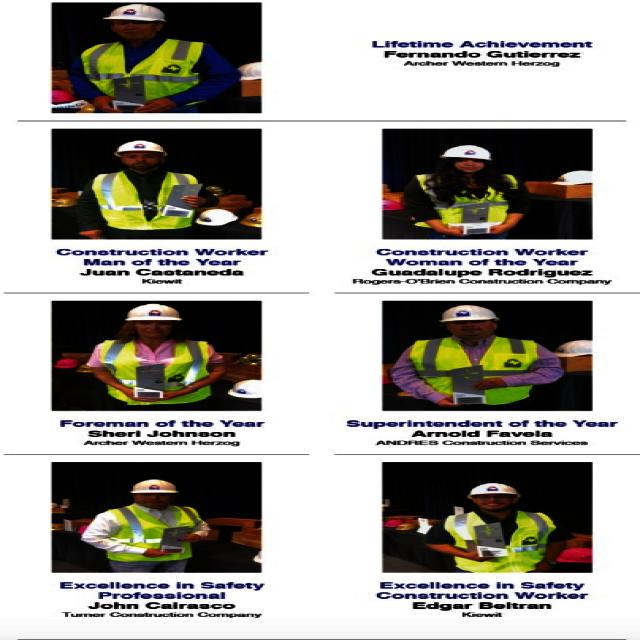 Lifetime Achievement
Fernando Gutierrez
Archer Western Herzog
Construction Worker
Man of the Year
Juan Castaneda
Kiewit
Construction Worker
Woman of the Year
Guadalupe Rodriguez
Rogers-O'Brien Construction Company
Foreman of the Year
Sheri Johnson
Archer Western Herzog
Superintendent of the Year
Arnold Favela
ANDRES Construction Services
Excellence in Safety
Professional
John Cairasco
Turner Construction Company
Excellence in Safety
Construction Worker
Edgar Beltran
Kiewit